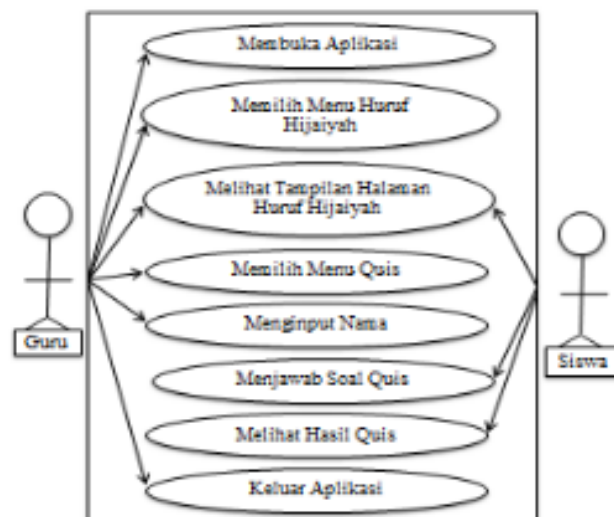 Membuka Aplikasi
Memilih Menu Huruf
Hijaiyah
Melihat Tampilan Halaman
Huruf Hijaiyah
Memilih Menu Quis
Menginput Nama
Menjawab Soal Quis
Melihat Hasil Quis
Keluar Aplikasi
Guru
Siswa